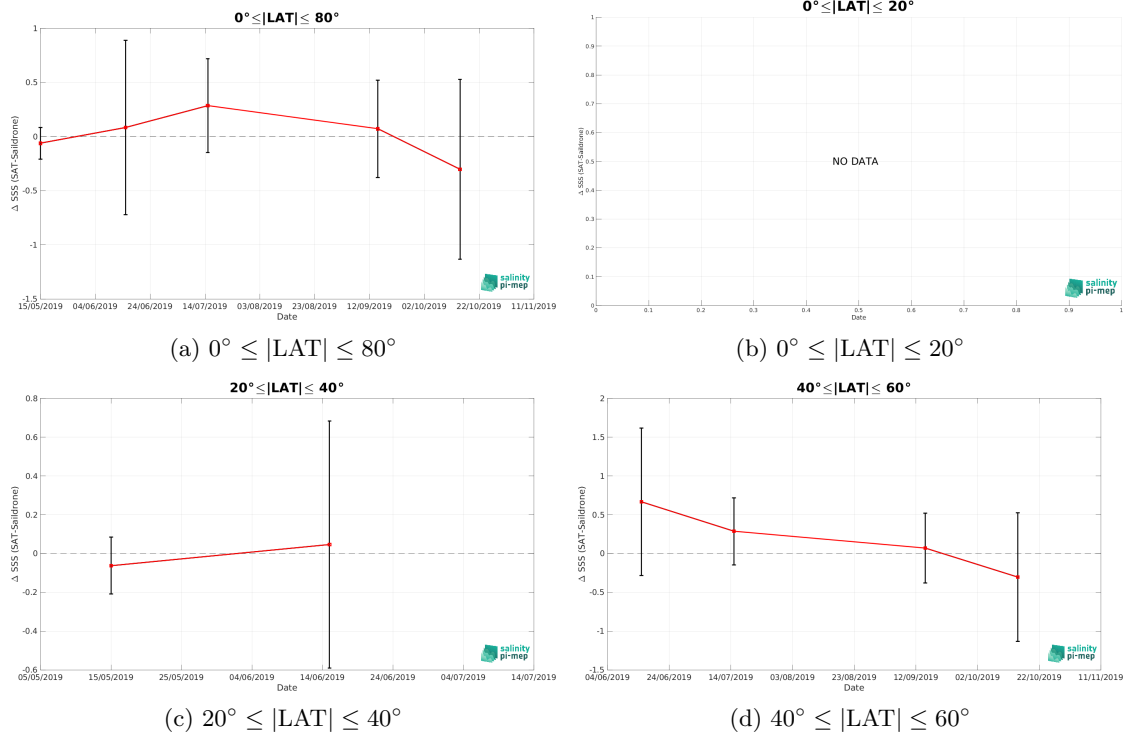 0°≤|LAT|≤ 80°
1
0.5
0
-0.5
-1
-1.5
Δ SSS (SAT-Saildrone)
15/05/2019 04/06/2019 24/06/2019 14/07/2019 03/08/2019 23/08/2019 12/09/2019 02/10/2019 22/10/2019 11/11/2019
Date
salinity
pi-mep
(a) 0° ≤ |LAT| ≤ 80°
0°≤|LAT|≤ 20°
1
0.9
0.8
0.7
0.6
0.5
0.4
0.3
0.2
0.1
0
Δ SSS (SAT-Saildrone)
NO DATA
0 0.1 0.2 0.3 0.4 0.5 0.6 0.7 0.8 0.9 1
Date
salinity
pi-mep
(b) 0° ≤ |LAT| ≤ 20°
20°≤|LAT|≤ 40°
0.8
0.6
0.4
0.2
0
-0.2
-0.4
-0.6
Δ SSS (SAT-Saildrone)
05/05/2019 15/05/2019 25/05/2019 04/06/2019 14/06/2019 24/06/2019 04/07/2019 14/07/2019
Date
salinity
pi-mep
(c) 20° ≤ |LAT| ≤ 40°
40°≤|LAT|≤ 60°
2
1.5
1
0.5
0
-0.5
-1
-1.5
Δ SSS (SAT-Saildrone)
04/06/2019 24/06/2019 14/07/2019 03/08/2019 23/08/2019 12/09/2019 02/10/2019 22/10/2019 11/11/2019
Date
salinity
pi-mep
(d) 40° ≤ |LAT| ≤ 60°